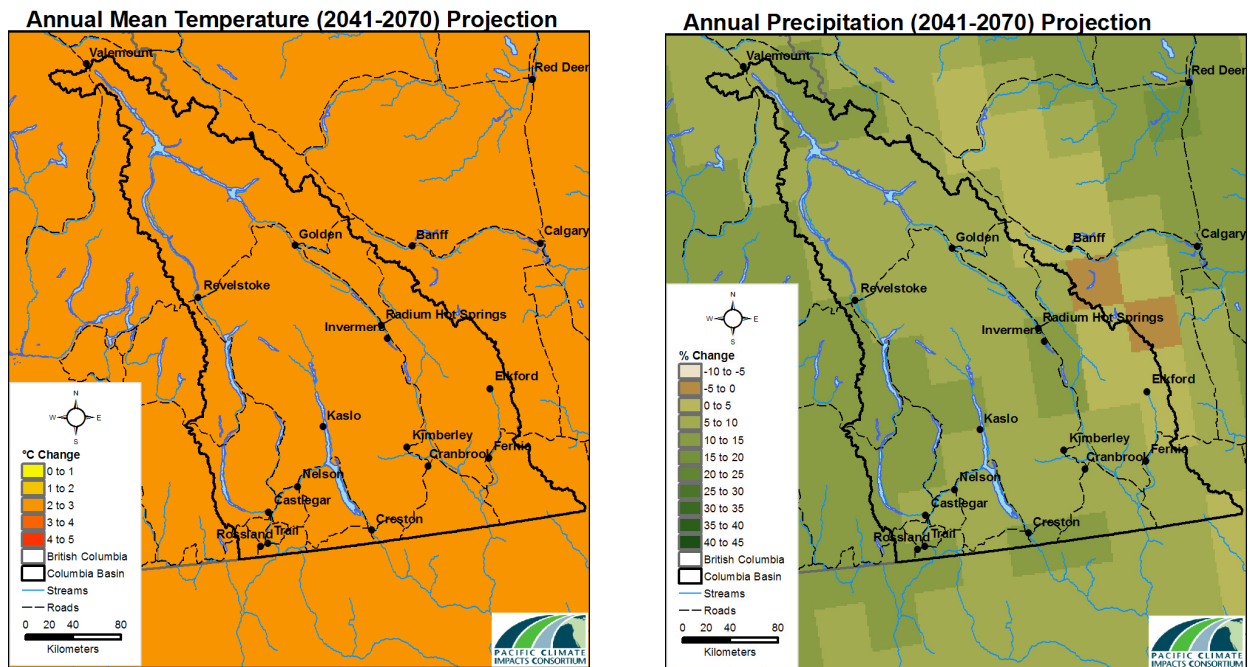 Annual Mean Temperature (2041-2070) Projection
Valemount
Red Deer
Golden
Banff
Calgary
Revelstoke
Radium Hot Springs
Invermere
Elkford
Kaslo
Kimberley
Cranbrook
Fernie
Nelson
Castlegar
Creston
Rossland
Trail
N
W
E
S
°C Change
0 to 1
1 to 2
2 to 3
3 to 4
4 to 5
British Columbia
Columbia Basin
Streams
Roads
0 20 40 80
Kilometers
PACIFIC CLIMATE
IMPACTS CONSORTIUM
Annual Precipitation (2041-2070) Projection
Valemount
Red Deer
Golden
Banff
Calgary
Revelstoke
Radium Hot Springs
Invermere
Elkford
Kaslo
Kimberley
Cranbrook
Fernie
Nelson
Castlegar
Creston
Rossland
Trail
N
W
E
S
% Change
-10 to -5
-5 to 0
0 to 5
5 to 10
10 to 15
15 to 20
20 to 25
25 to 30
30 to 35
35 to 40
40 to 45
British Columbia
Columbia Basin
Streams
Roads
0 20 40 80
Kilometers
PACIFIC CLIMATE
IMPACTS CONSORTIUM